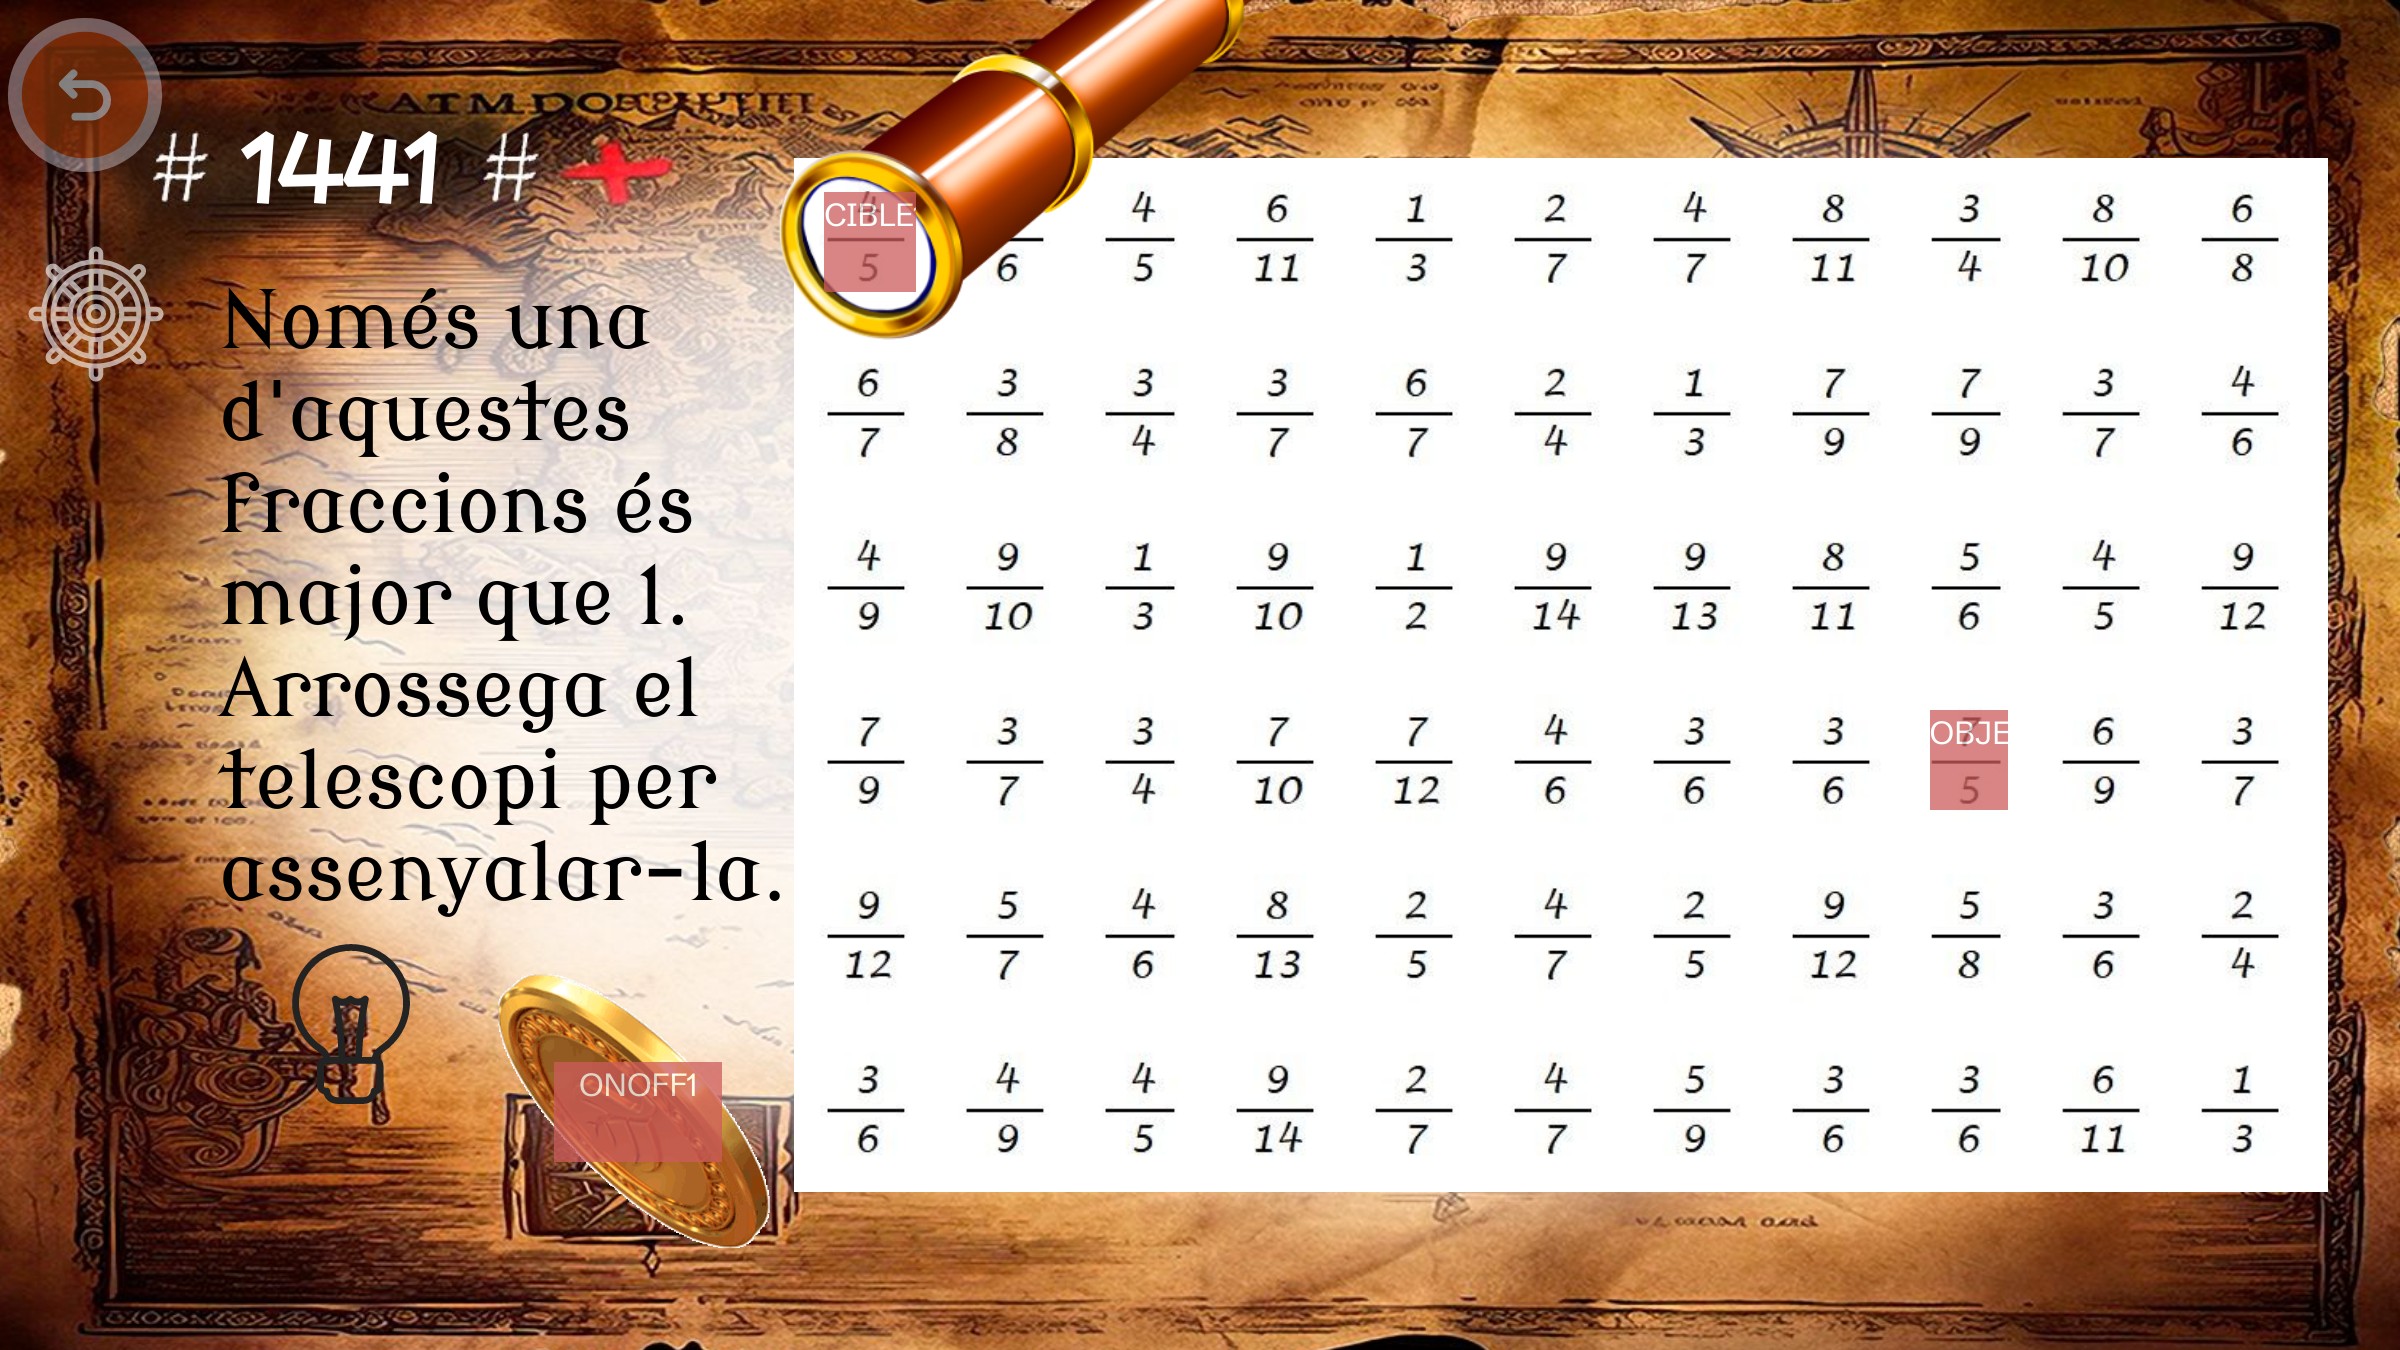 # 1441 #
Només una
d'aquestes
fraccions és
major que 1.
Arrossega el
telescopi per
assenyalar-la.
CIBLE
5 6 5 11 3 7 7 11 4 10 8
4 6 1 2 4 8 3 8 6
6 3 3 3 6 2 1 7 7 3 4
7 8 4 7 7 4 3 9 9 7 6
4 9 1 9 1 9 9 8 5 4 9
9 10 3 10 2 14 13 11 6 5 12
7 3 3 7 7 4 3 3 7 6 3
OBJE
9 7 4 10 12 6 6 6 5 9 7
9 5 4 8 2 4 2 9 5 3 2
12 7 6 13 5 7 5 12 8 6 4
3 4 4 9 2 4 5 3 3 6 1
6 9 5 14 7 7 9 6 6 11 3
ONOFF1